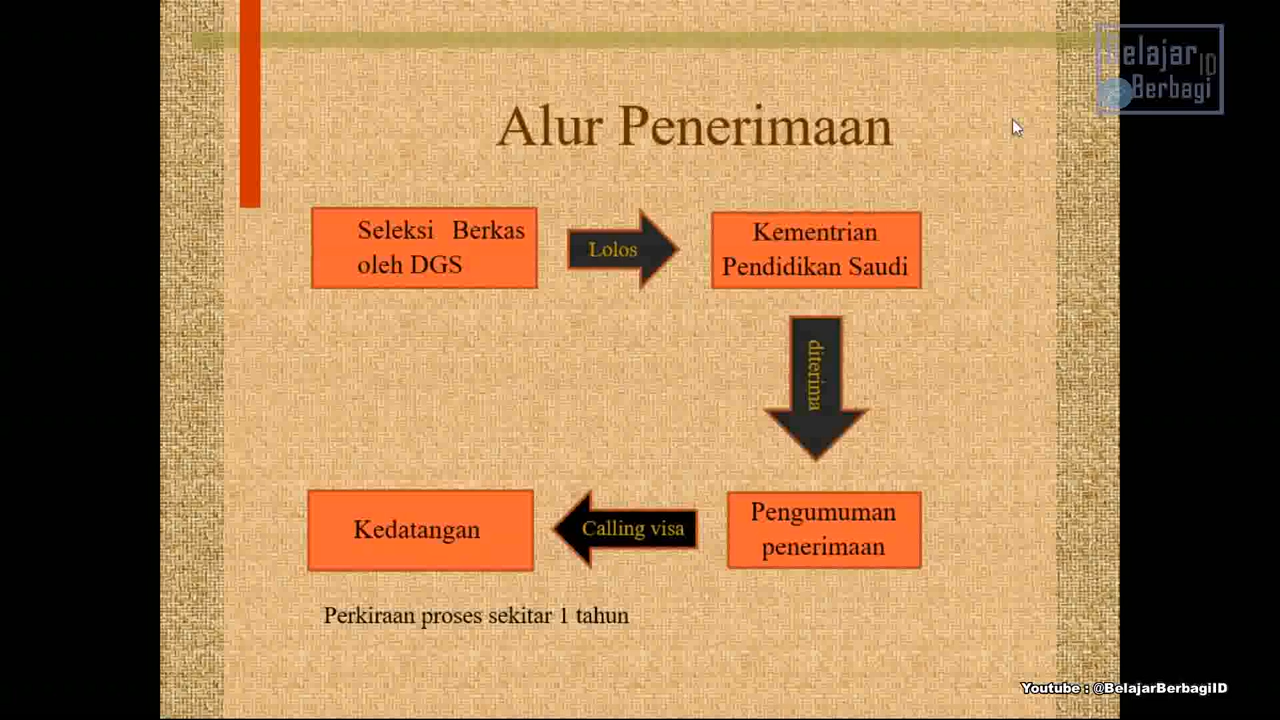 Belajar ID
Berbagi
Alur Penerimaan
Seleksi Berkas
oleh DGS
Lolos
Kementrian
Pendidikan Saudi
diterima
Pengumuman
penerimaan
Calling visa
Kedatangan
Perkiraan proses sekitar 1 tahun
Youtube : @BelajarBerbagiID